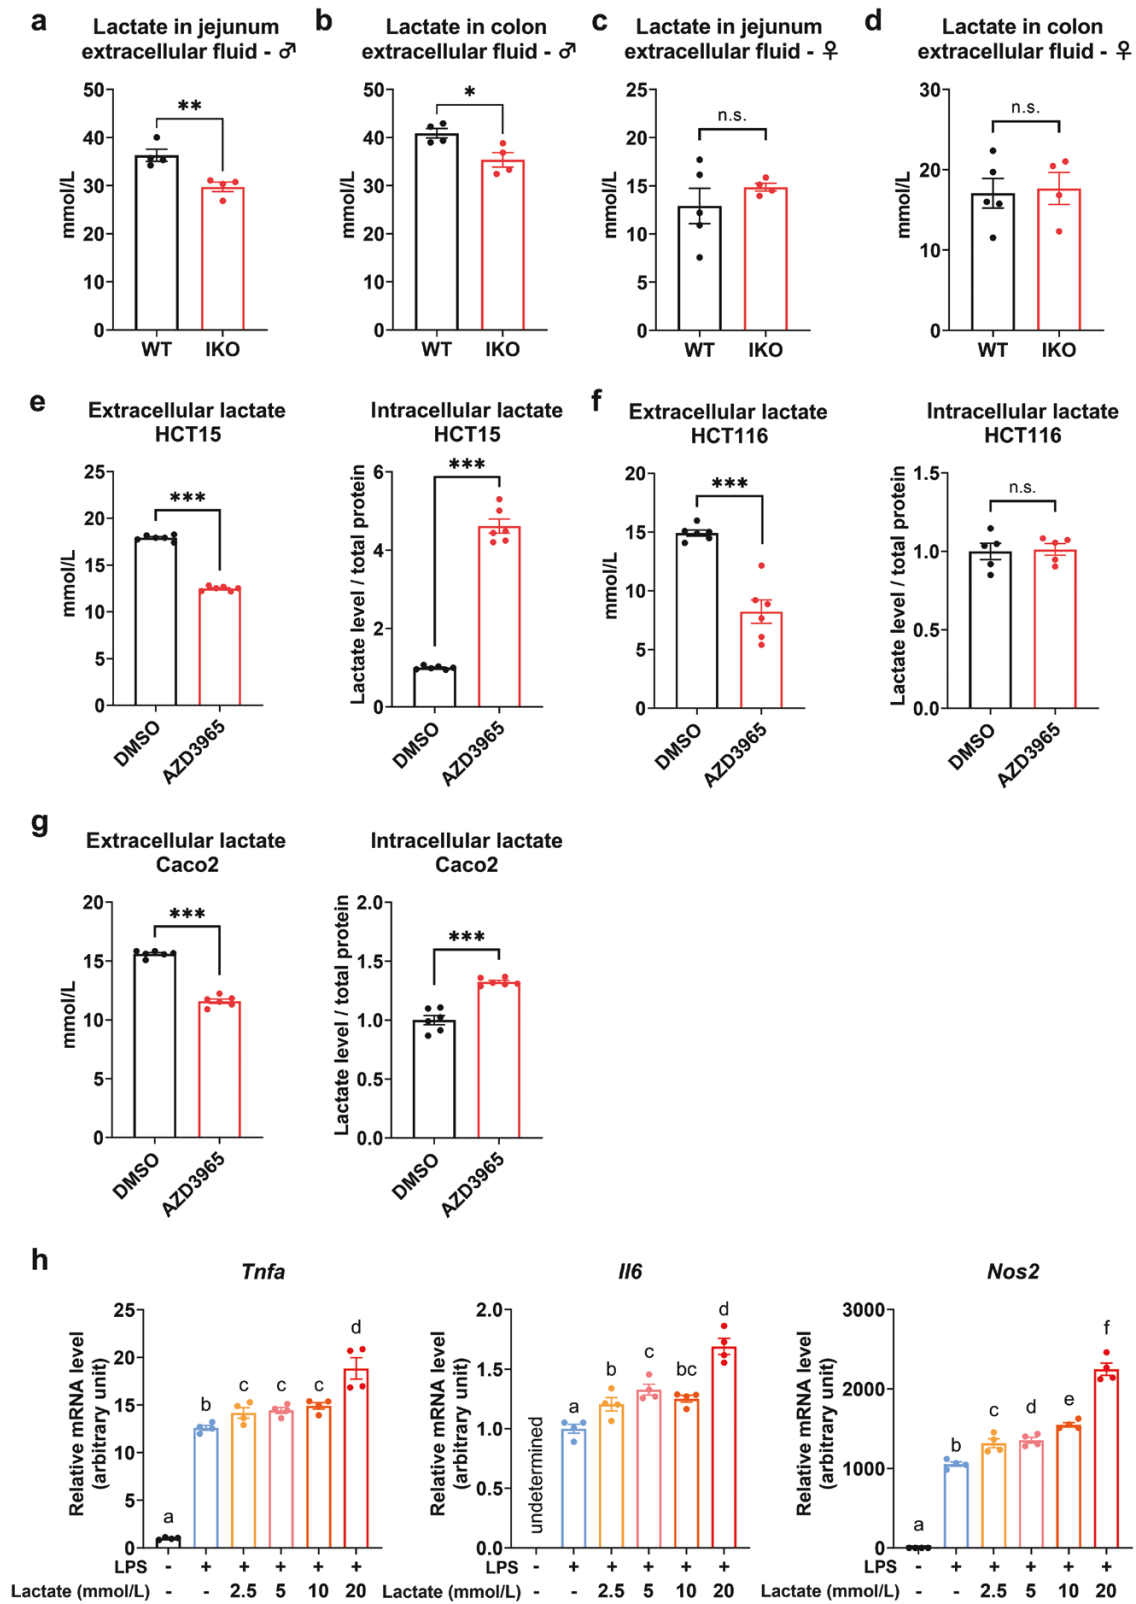 a
Lactate in jejunum
extracellular fluid - ♂
mmol/L
50
40
30
20
10
0
**
WT
IKO
b
Lactate in colon
extracellular fluid - ♂
mmol/L
50
40
30
20
10
0
*
WT
IKO
c
Lactate in jejunum
extracellular fluid - ♀
mmol/L
25
20
15
10
5
0
n.s.
WT
IKO
d
Lactate in colon
extracellular fluid - ♀
mmol/L
30
20
10
0
n.s.
WT
IKO
e
Extracellular lactate
HCT15
mmol/L
25
20
15
10
5
0
***
DMSO
AZD3965
Intracellular lactate
HCT15
Lactate level / total protein
6
4
2
0
***
DMSO
AZD3965
f
Extracellular lactate
HCT116
mmol/L
20
15
10
5
0
***
DMSO
AZD3965
Intracellular lactate
HCT116
Lactate level / total protein
1.5
1.0
0.5
0.0
n.s.
DMSO
AZD3965
g
Extracellular lactate
Caco2
mmol/L
20
15
10
5
0
***
DMSO
AZD3965
Intracellular lactate
Caco2
Lactate level / total protein
2.0
1.5
1.0
0.5
0.0
***
DMSO
AZD3965
h
Tnfa
Relative mRNA level
(arbitrary unit)
25
20
15
10
5
0
a b c c c d
LPS - + + + + +
Lactate (mmol/L) - - 2.5 5 10 20
Il6
Relative mRNA level
(arbitrary unit)
2.0
1.5
1.0
0.5
0.0
undetermined
a b c bc d
LPS - + + + + +
Lactate (mmol/L) - - 2.5 5 10 20
Nos2
Relative mRNA level
(arbitrary unit)
3000
2000
1000
0
a b c d e f
LPS - + + + + +
Lactate (mmol/L) - - 2.5 5 10 20